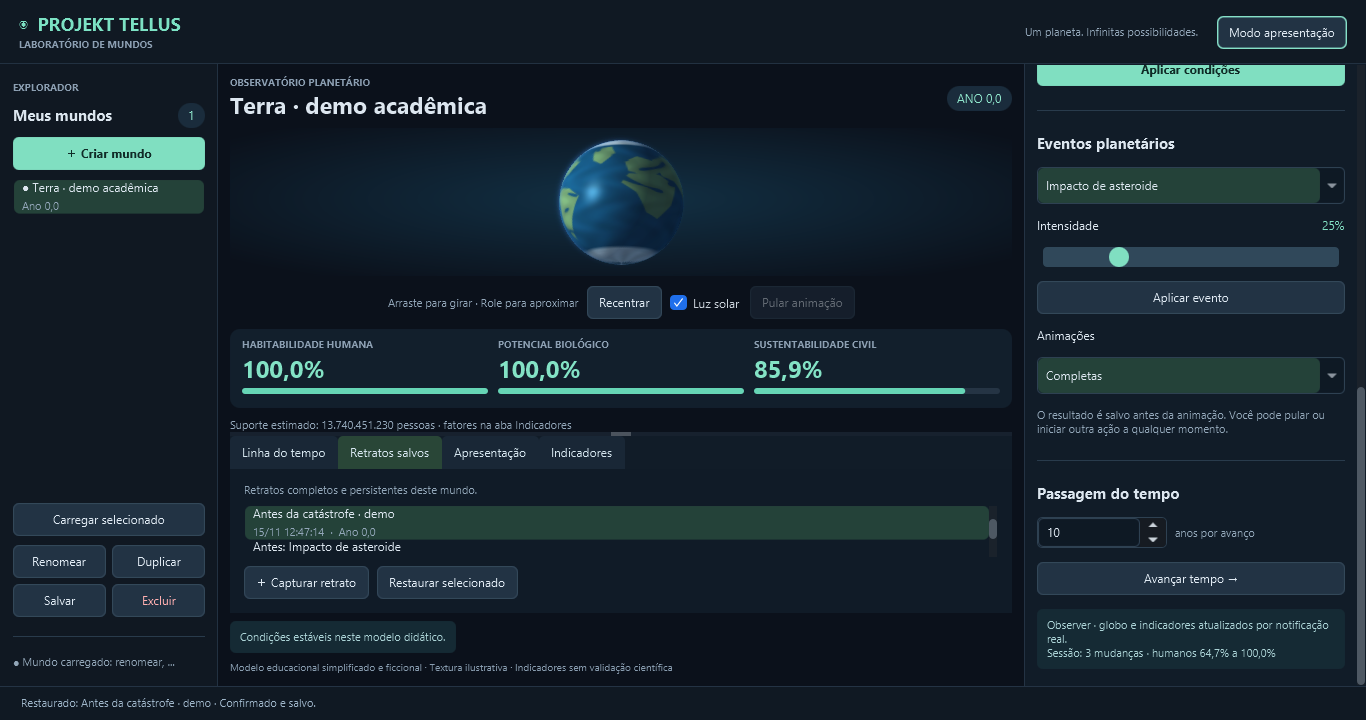 PROJEKT TELLUS
LABORATÓRIO DE MUNDOS
Um planeta. Infinitas possibilidades.
Modo apresentação
EXPLORADOR
Meus mundos
1
+ Criar mundo
● Terra · demo acadêmica
Ano 0,0
Carregar selecionado
Renomear
Duplicar
Salvar
Excluir
● Mundo carregado: renomear, ...
OBSERVATÓRIO PLANETÁRIO
Terra · demo acadêmica
ANO 0,0
Arraste para girar · Role para aproximar
Recentrar
Luz solar
Pular animação
HABITABILIDADE HUMANA
100,0%
POTENCIAL BIOLÓGICO
100,0%
SUSTENTABILIDADE CIVIL
85,9%
Suporte estimado: 13.740.451.230 pessoas · fatores na aba Indicadores
Linha do tempo
Retratos salvos
Apresentação
Indicadores
Retratos completos e persistentes deste mundo.
Antes da catástrofe · demo
15/11 12:47:14 · Ano 0,0
Antes: Impacto de asteroide
+ Capturar retrato
Restaurar selecionado
Condições estáveis neste modelo didático.
Modelo educacional simplificado e ficcional · Textura ilustrativa · Indicadores sem validação científica
Aplicar condições
Eventos planetários
Impacto de asteroide
Intensidade
25%
Aplicar evento
Animações
Completas
O resultado é salvo antes da animação. Você pode pular ou
iniciar outra ação a qualquer momento.
Passagem do tempo
10
anos por avanço
Avançar tempo →
Observer · globo e indicadores atualizados por notificação
real.
Sessão: 3 mudanças · humanos 64,7% a 100,0%
Restaurado: Antes da catástrofe · demo · Confirmado e salvo.